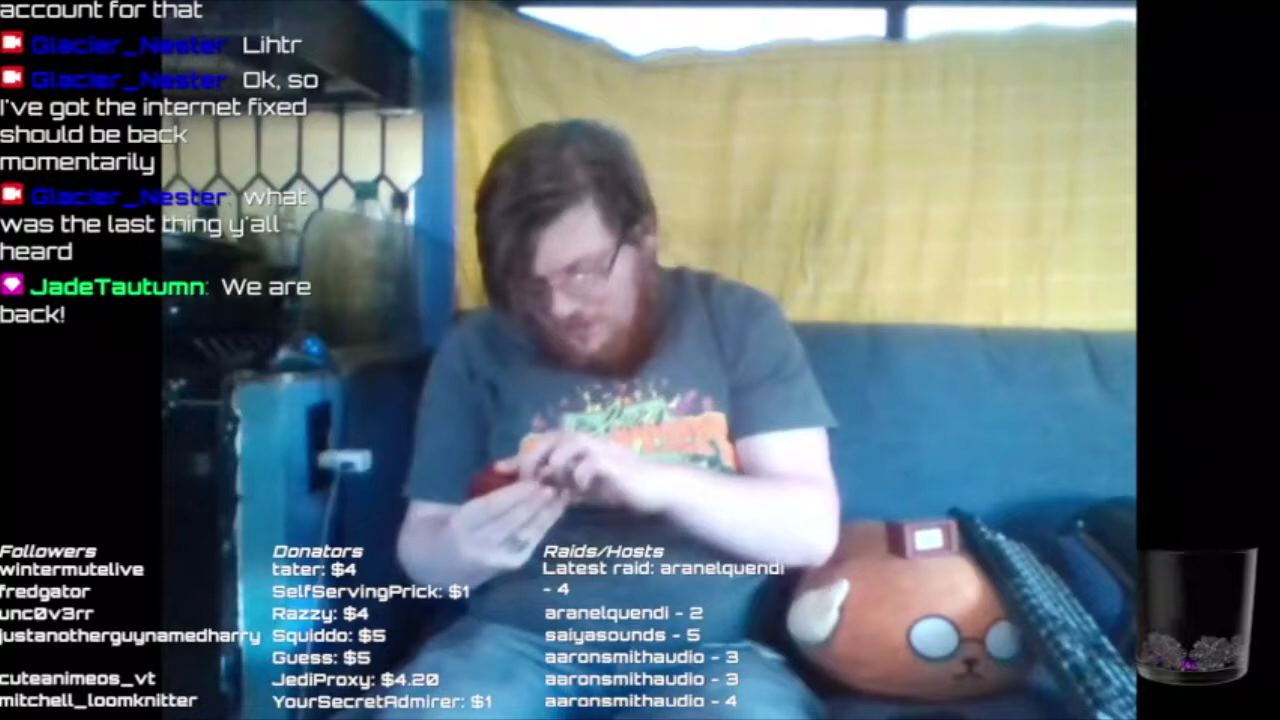 account for that
Glacier_Nester Lihtr
Glacier_Nester Ok, so
I've got the internet fixed
should be back
momentarily
Glacier_Nester: what
was the last thing y'all
heard
JadeTautumn: We are
back!
Followers
wintermutelive
fredgator
unc0v3rr
justanotherguynamedharry
cuteanimeos_vt
mitchell_loomknitter
Donators
tater: $4
SelfServingPrick: $1
Razzy: $4
Squiddo: $5
Guess: $5
JediProxy: $4.20
YourSecretAdmirer: $1
Raids/Hosts
Latest raid: aranelquendi
- 4
aranelquendi - 2
saiyasounds - 5
aaronsmithaudio - 3
aaronsmithaudio - 3
aaronsmithaudio - 4